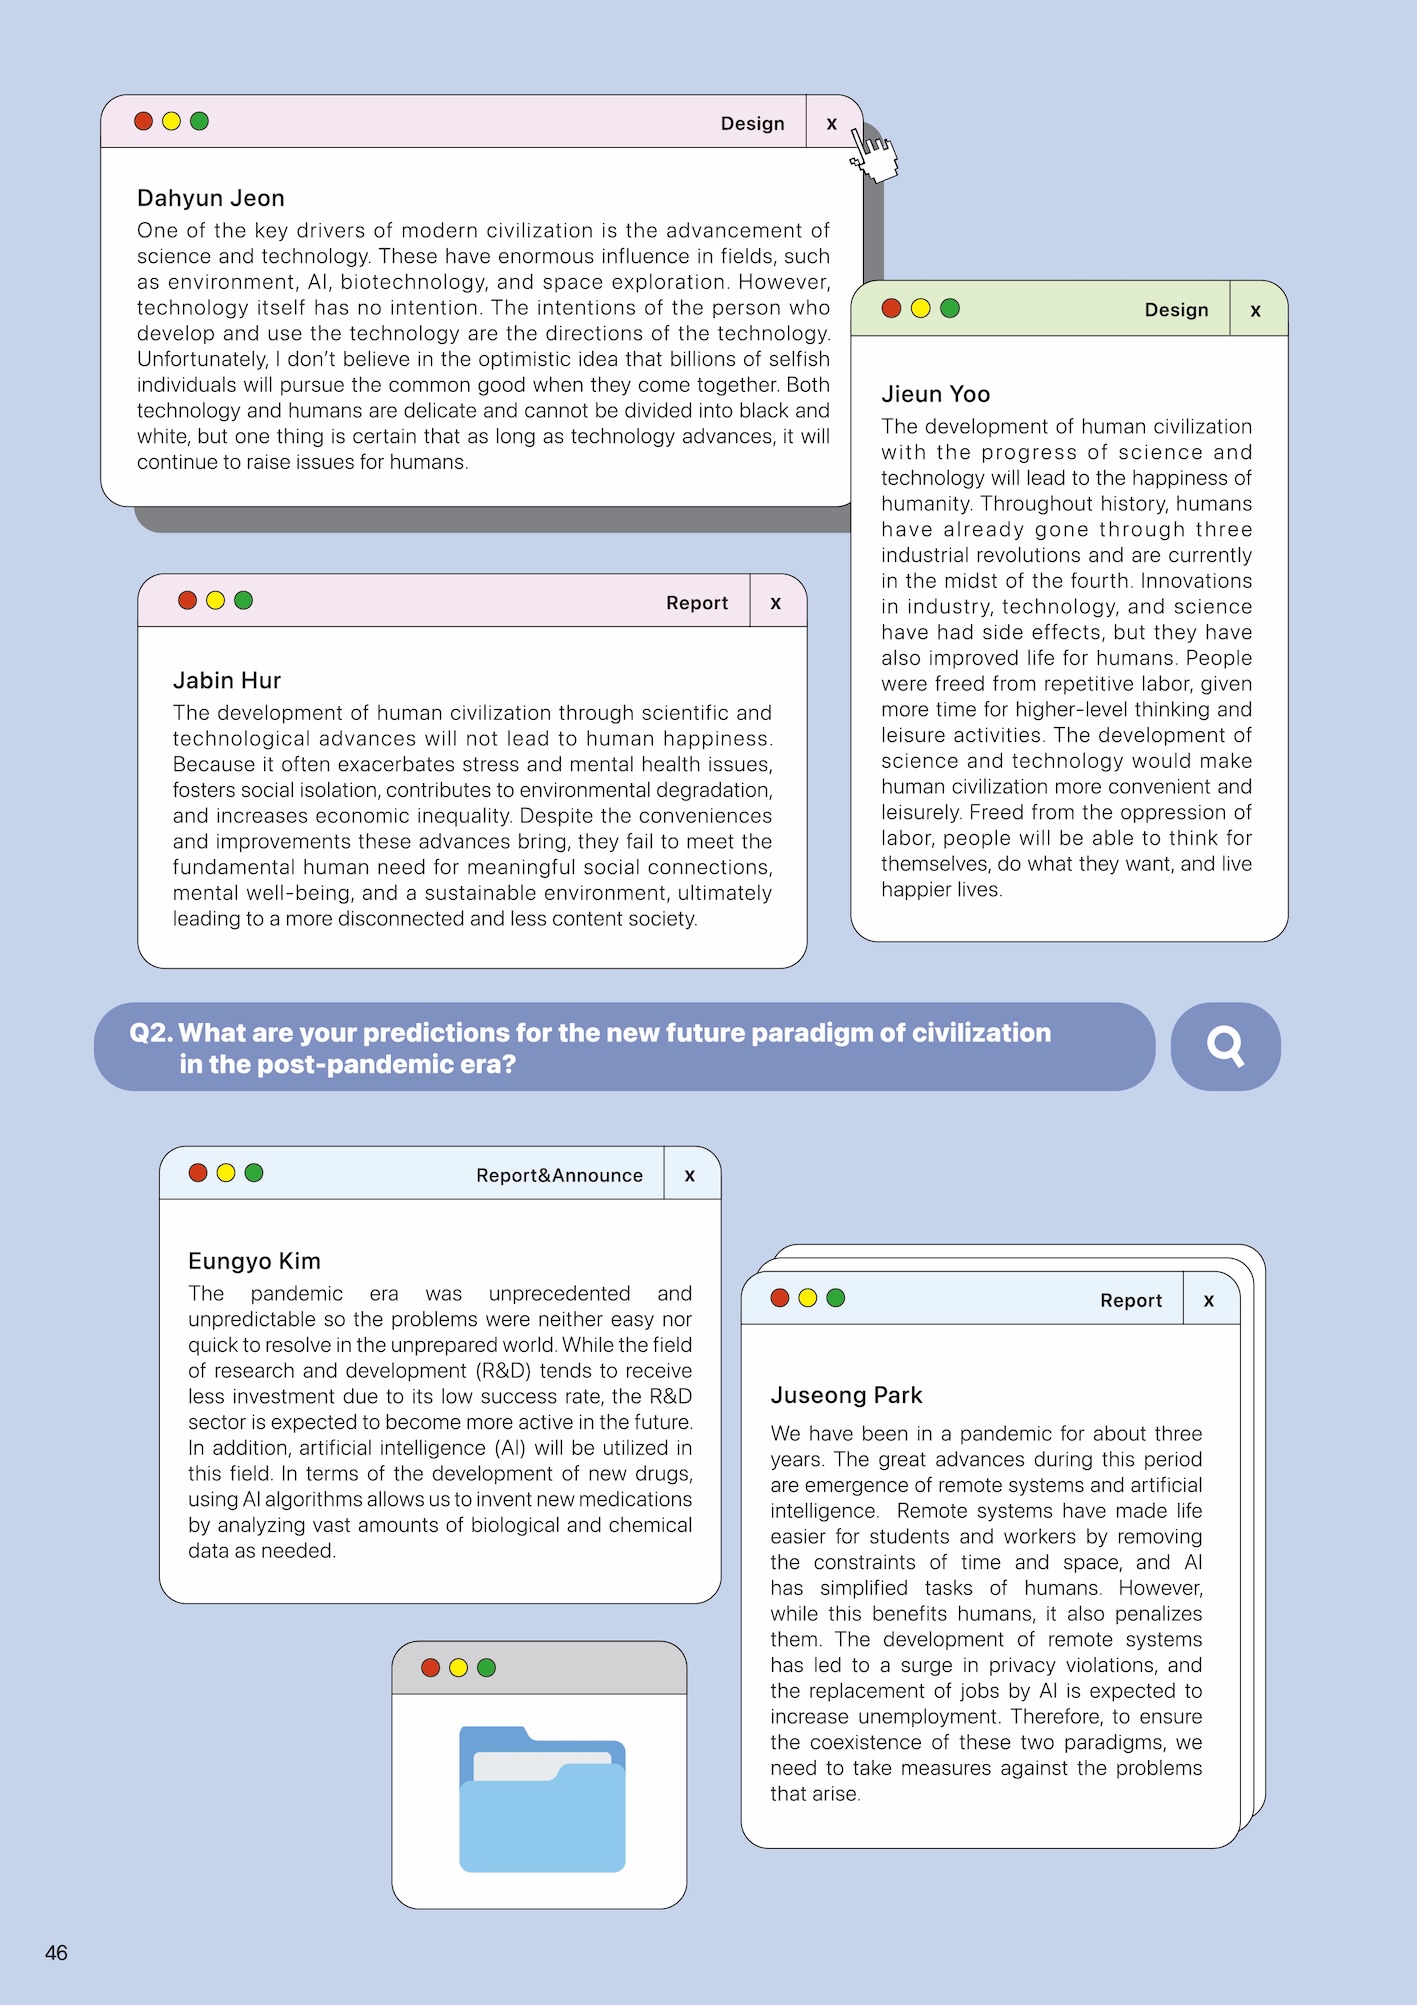 Design
x
Dahyun Jeon
One of the key drivers of modern civilization is the advancement of
science and technology. These have enormous influence in fields, such
as environment, AI, biotechnology, and space exploration. However,
technology itself has no intention. The intentions of the person who
develop and use the technology are the directions of the technology.
Unfortunately, I don’t believe in the optimistic idea that billions of selfish
individuals will pursue the common good when they come together. Both
technology and humans are delicate and cannot be divided into black and
white, but one thing is certain that as long as technology advances, it will
continue to raise issues for humans.
Design
x
Jieun Yoo
The development of human civilization
with the progress of science and
technology will lead to the happiness of
humanity. Throughout history, humans
have already gone through three
industrial revolutions and are currently
in the midst of the fourth. Innovations
in industry, technology, and science
have had side effects, but they have
also improved life for humans. People
were freed from repetitive labor, given
more time for higher-level thinking and
leisure activities. The development of
science and technology would make
human civilization more convenient and
leisurely. Freed from the oppression of
labor, people will be able to think for
themselves, do what they want, and live
happier lives.
Report
x
Jabin Hur
The development of human civilization through scientific and
technological advances will not lead to human happiness.
Because it often exacerbates stress and mental health issues,
fosters social isolation, contributes to environmental degradation,
and increases economic inequality. Despite the conveniences
and improvements these advances bring, they fail to meet the
fundamental human need for meaningful social connections,
mental well-being, and a sustainable environment, ultimately
leading to a more disconnected and less content society.
Q2. What are your predictions for the new future paradigm of civilization
in the post-pandemic era?
Report&Announce
x
Eungyo Kim
The pandemic era was unprecedented and
unpredictable so the problems were neither easy nor
quick to resolve in the unprepared world. While the field
of research and development (R&D) tends to receive
less investment due to its low success rate, the R&D
sector is expected to become more active in the future.
In addition, artificial intelligence (AI) will be utilized in
this field. In terms of the development of new drugs,
using AI algorithms allows us to invent new medications
by analyzing vast amounts of biological and chemical
data as needed.
Report
x
Juseong Park
We have been in a pandemic for about three
years. The great advances during this period
are emergence of remote systems and artificial
intelligence. Remote systems have made life
easier for students and workers by removing
the constraints of time and space, and AI
has simplified tasks of humans. However,
while this benefits humans, it also penalizes
them. The development of remote systems
has led to a surge in privacy violations, and
the replacement of jobs by AI is expected to
increase unemployment. Therefore, to ensure
the coexistence of these two paradigms, we
need to take measures against the problems
that arise.
46